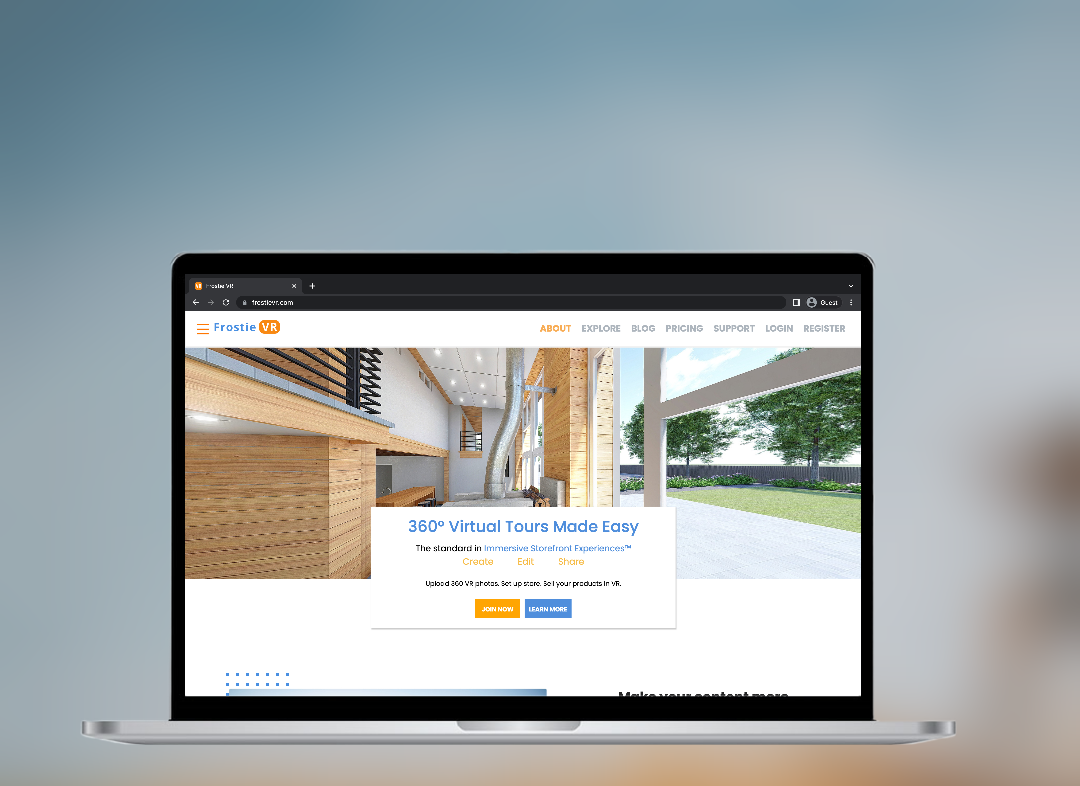 VR Frostie VR
frostievr.com
Guest
Frostie VR
ABOUT EXPLORE BLOG PRICING SUPPORT LOGIN REGISTER
360° Virtual Tours Made Easy
The standard in Immersive Storefront Experiences™
Create Edit Share
Upload 360 VR photos. Set up store. Sell your products in VR.
JOIN NOW LEARN MORE
Make your content more